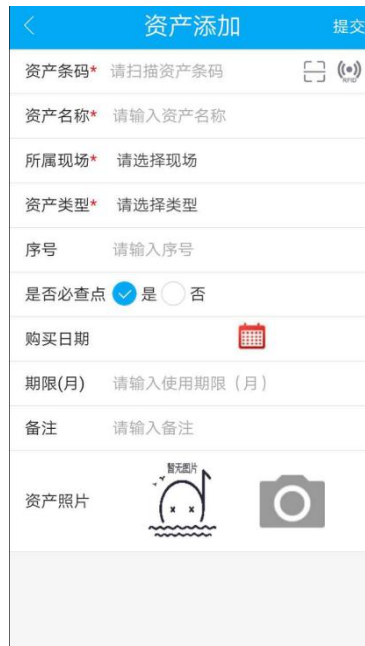 资产添加 提交
资产条码* 请扫描资产条码 RFID
资产名称* 请输入资产名称
所属现场* 请选择现场
资产类型* 请选择类型
序号 请输入序号
是否必查点 是 否
购买日期
期限(月) 请输入使用期限（月）
备注 请输入备注
暂无图片
资产照片